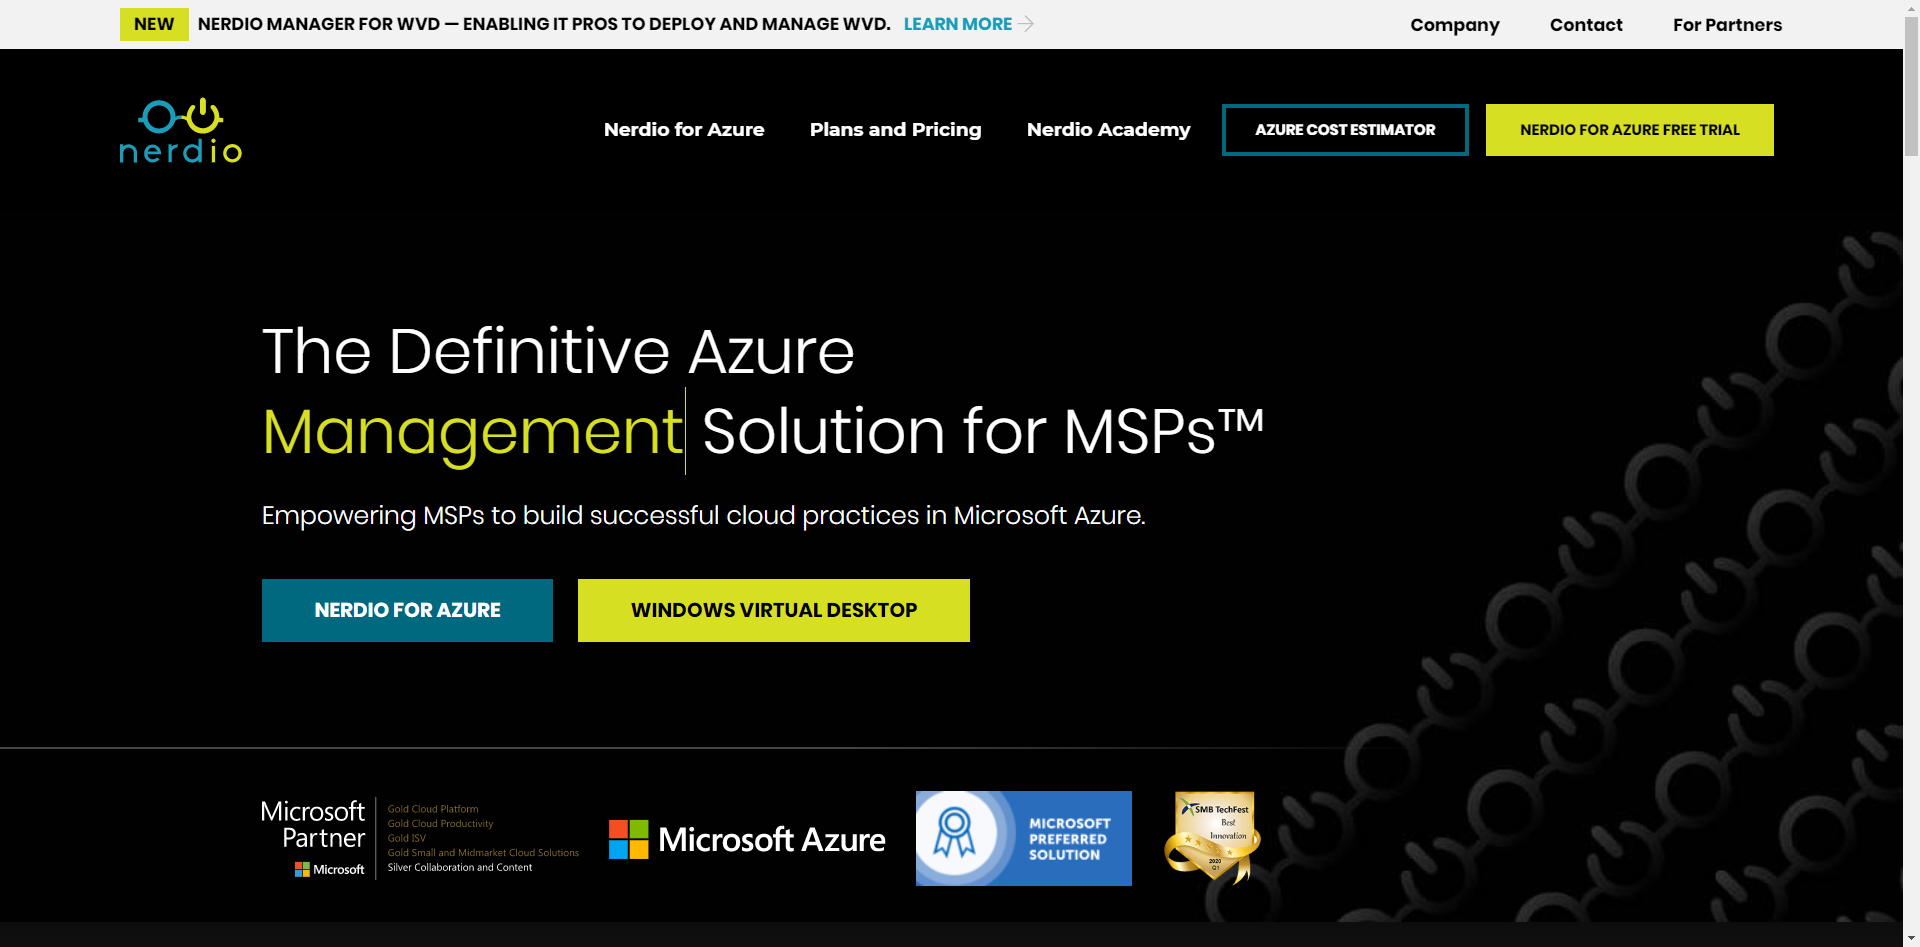 NEW NERDIO MANAGER FOR WVD — ENABLING IT PROS TO DEPLOY AND MANAGE WVD. LEARN MORE
Company Contact For Partners
nerdio
Nerdio for Azure Plans and Pricing Nerdio Academy AZURE COST ESTIMATOR NERDIO FOR AZURE FREE TRIAL
The Definitive Azure
Management Solution for MSPs™
Empowering MSPs to build successful cloud practices in Microsoft Azure.
NERDIO FOR AZURE WINDOWS VIRTUAL DESKTOP
Microsoft
Partner
Microsoft
Gold Cloud Platform
Gold Cloud Productivity
Gold ISV
Gold Small and Midmarket Cloud Solutions
Silver Collaboration and Content
Microsoft Azure
MICROSOFT
PREFERRED
SOLUTION
SMB TechFest
Best
Innovation
2020
Q1